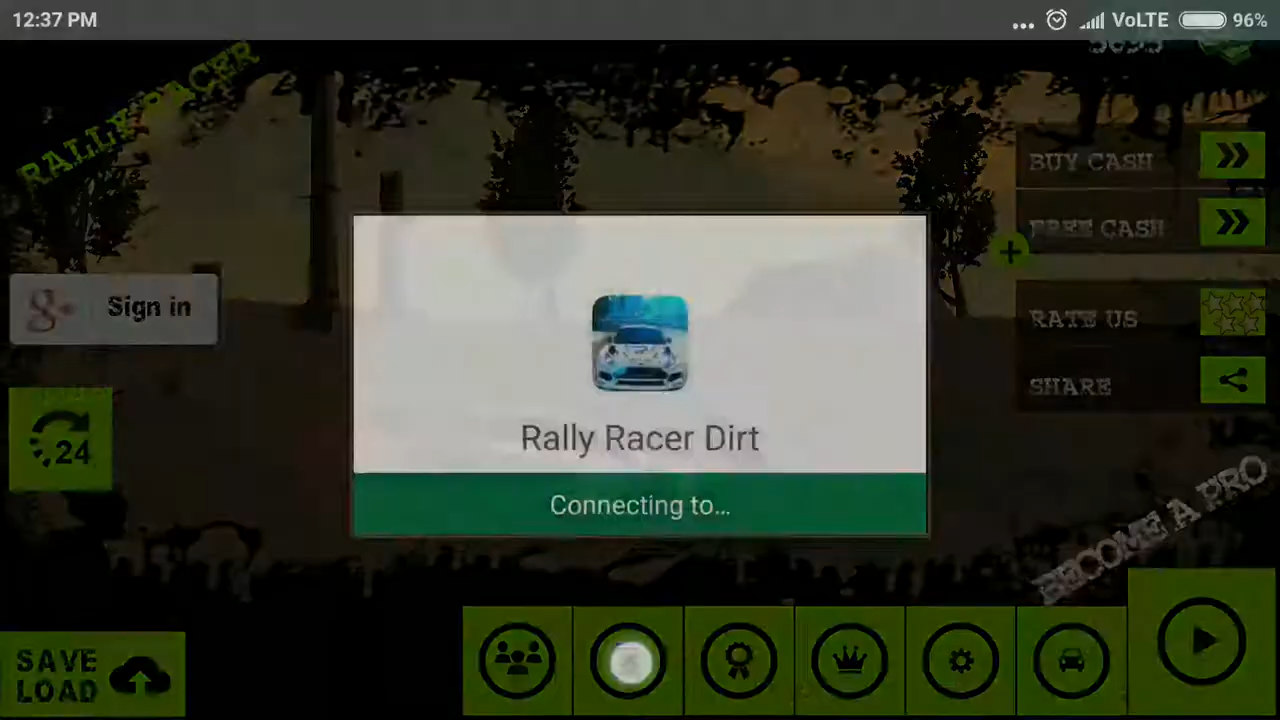 12:37 PM
VoLTE
96%
RALLY RACER
BUY CASH
FREE CASH
g+ Sign in
RATE US
SHARE
24
Rally Racer Dirt
Connecting to...
BECOME A PRO
SAVE
LOAD